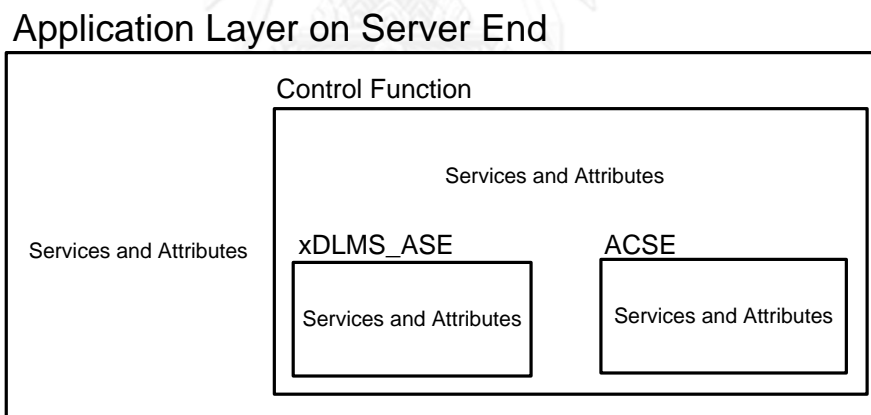 Application Layer on Server End
Control Function
Services and Attributes
Services and Attributes
xDLMS_ASE
ACSE
Services and Attributes
Services and Attributes